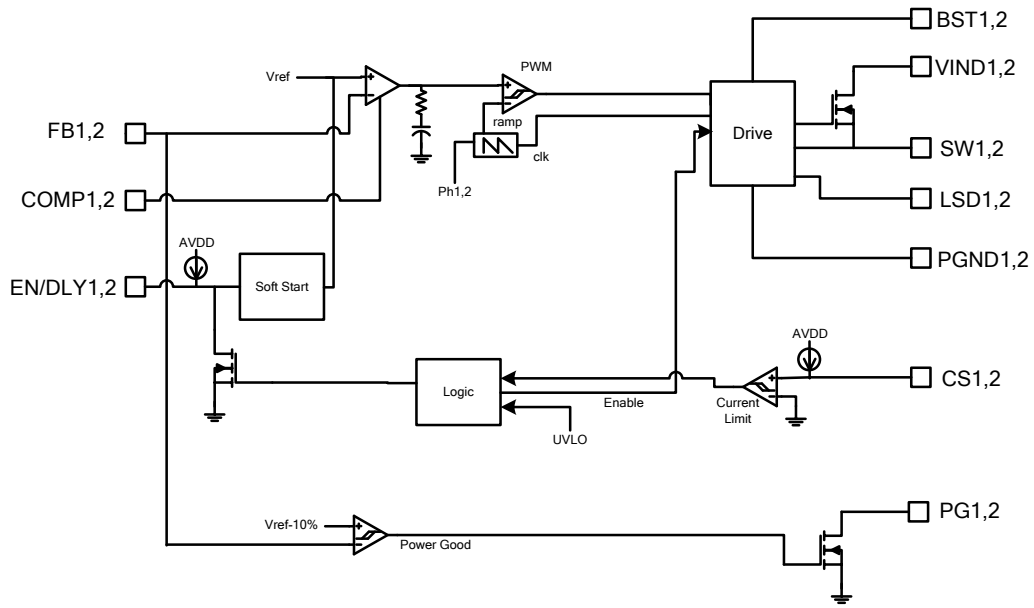 BST1,2
VIND1,2
PWM
Vref
FB1,2
ramp
Drive
clk
SW1,2
Ph1,2
COMP1,2
LSD1,2
AVDD
PGND1,2
EN/DLY1,2
Soft Start
AVDD
CS1,2
Logic
Enable
Current
Limit
UVLO
PG1,2
Vref-10%
Power Good